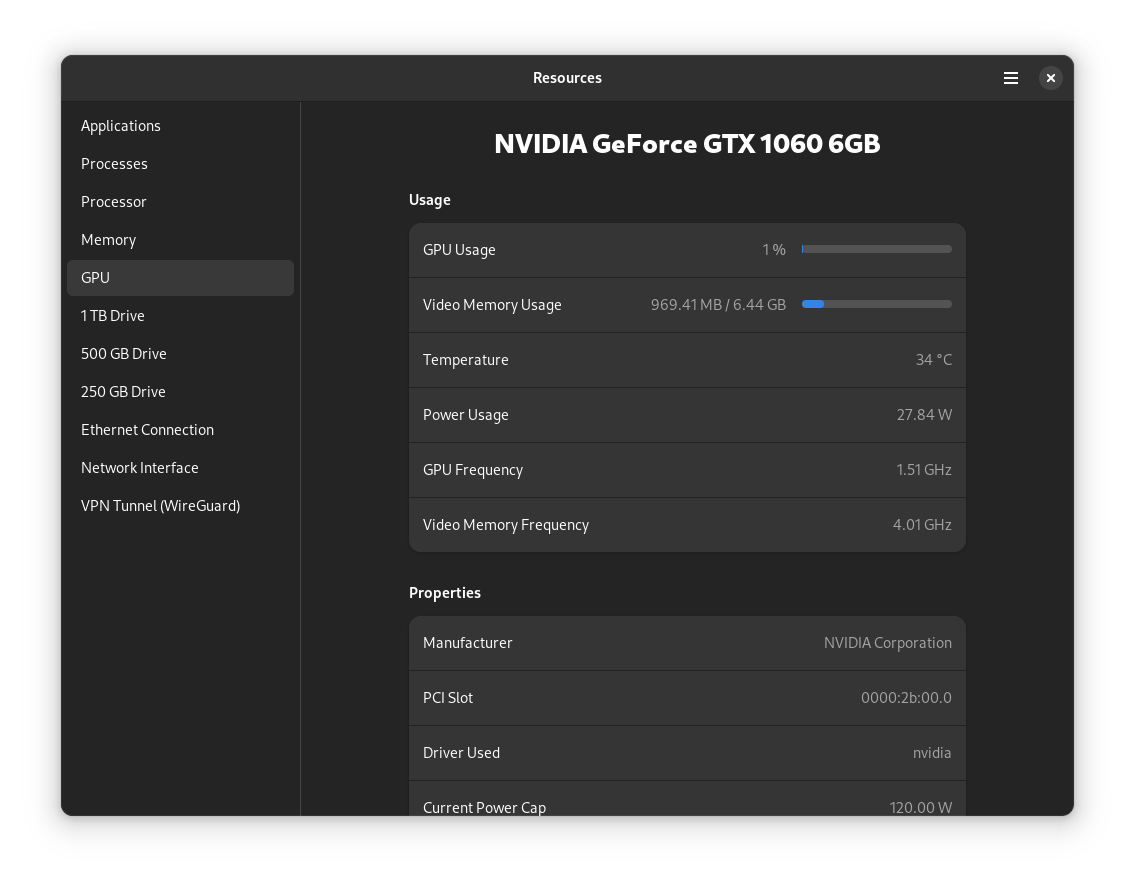 Resources
Applications
Processes
Processor
Memory
GPU
1 TB Drive
500 GB Drive
250 GB Drive
Ethernet Connection
Network Interface
VPN Tunnel (WireGuard)
NVIDIA GeForce GTX 1060 6GB
Usage
GPU Usage 1 %
Video Memory Usage 969.41 MB / 6.44 GB
Temperature 34 °C
Power Usage 27.84 W
GPU Frequency 1.51 GHz
Video Memory Frequency 4.01 GHz
Properties
Manufacturer NVIDIA Corporation
PCI Slot 0000:2b:00.0
Driver Used nvidia
Current Power Cap 120.00 W